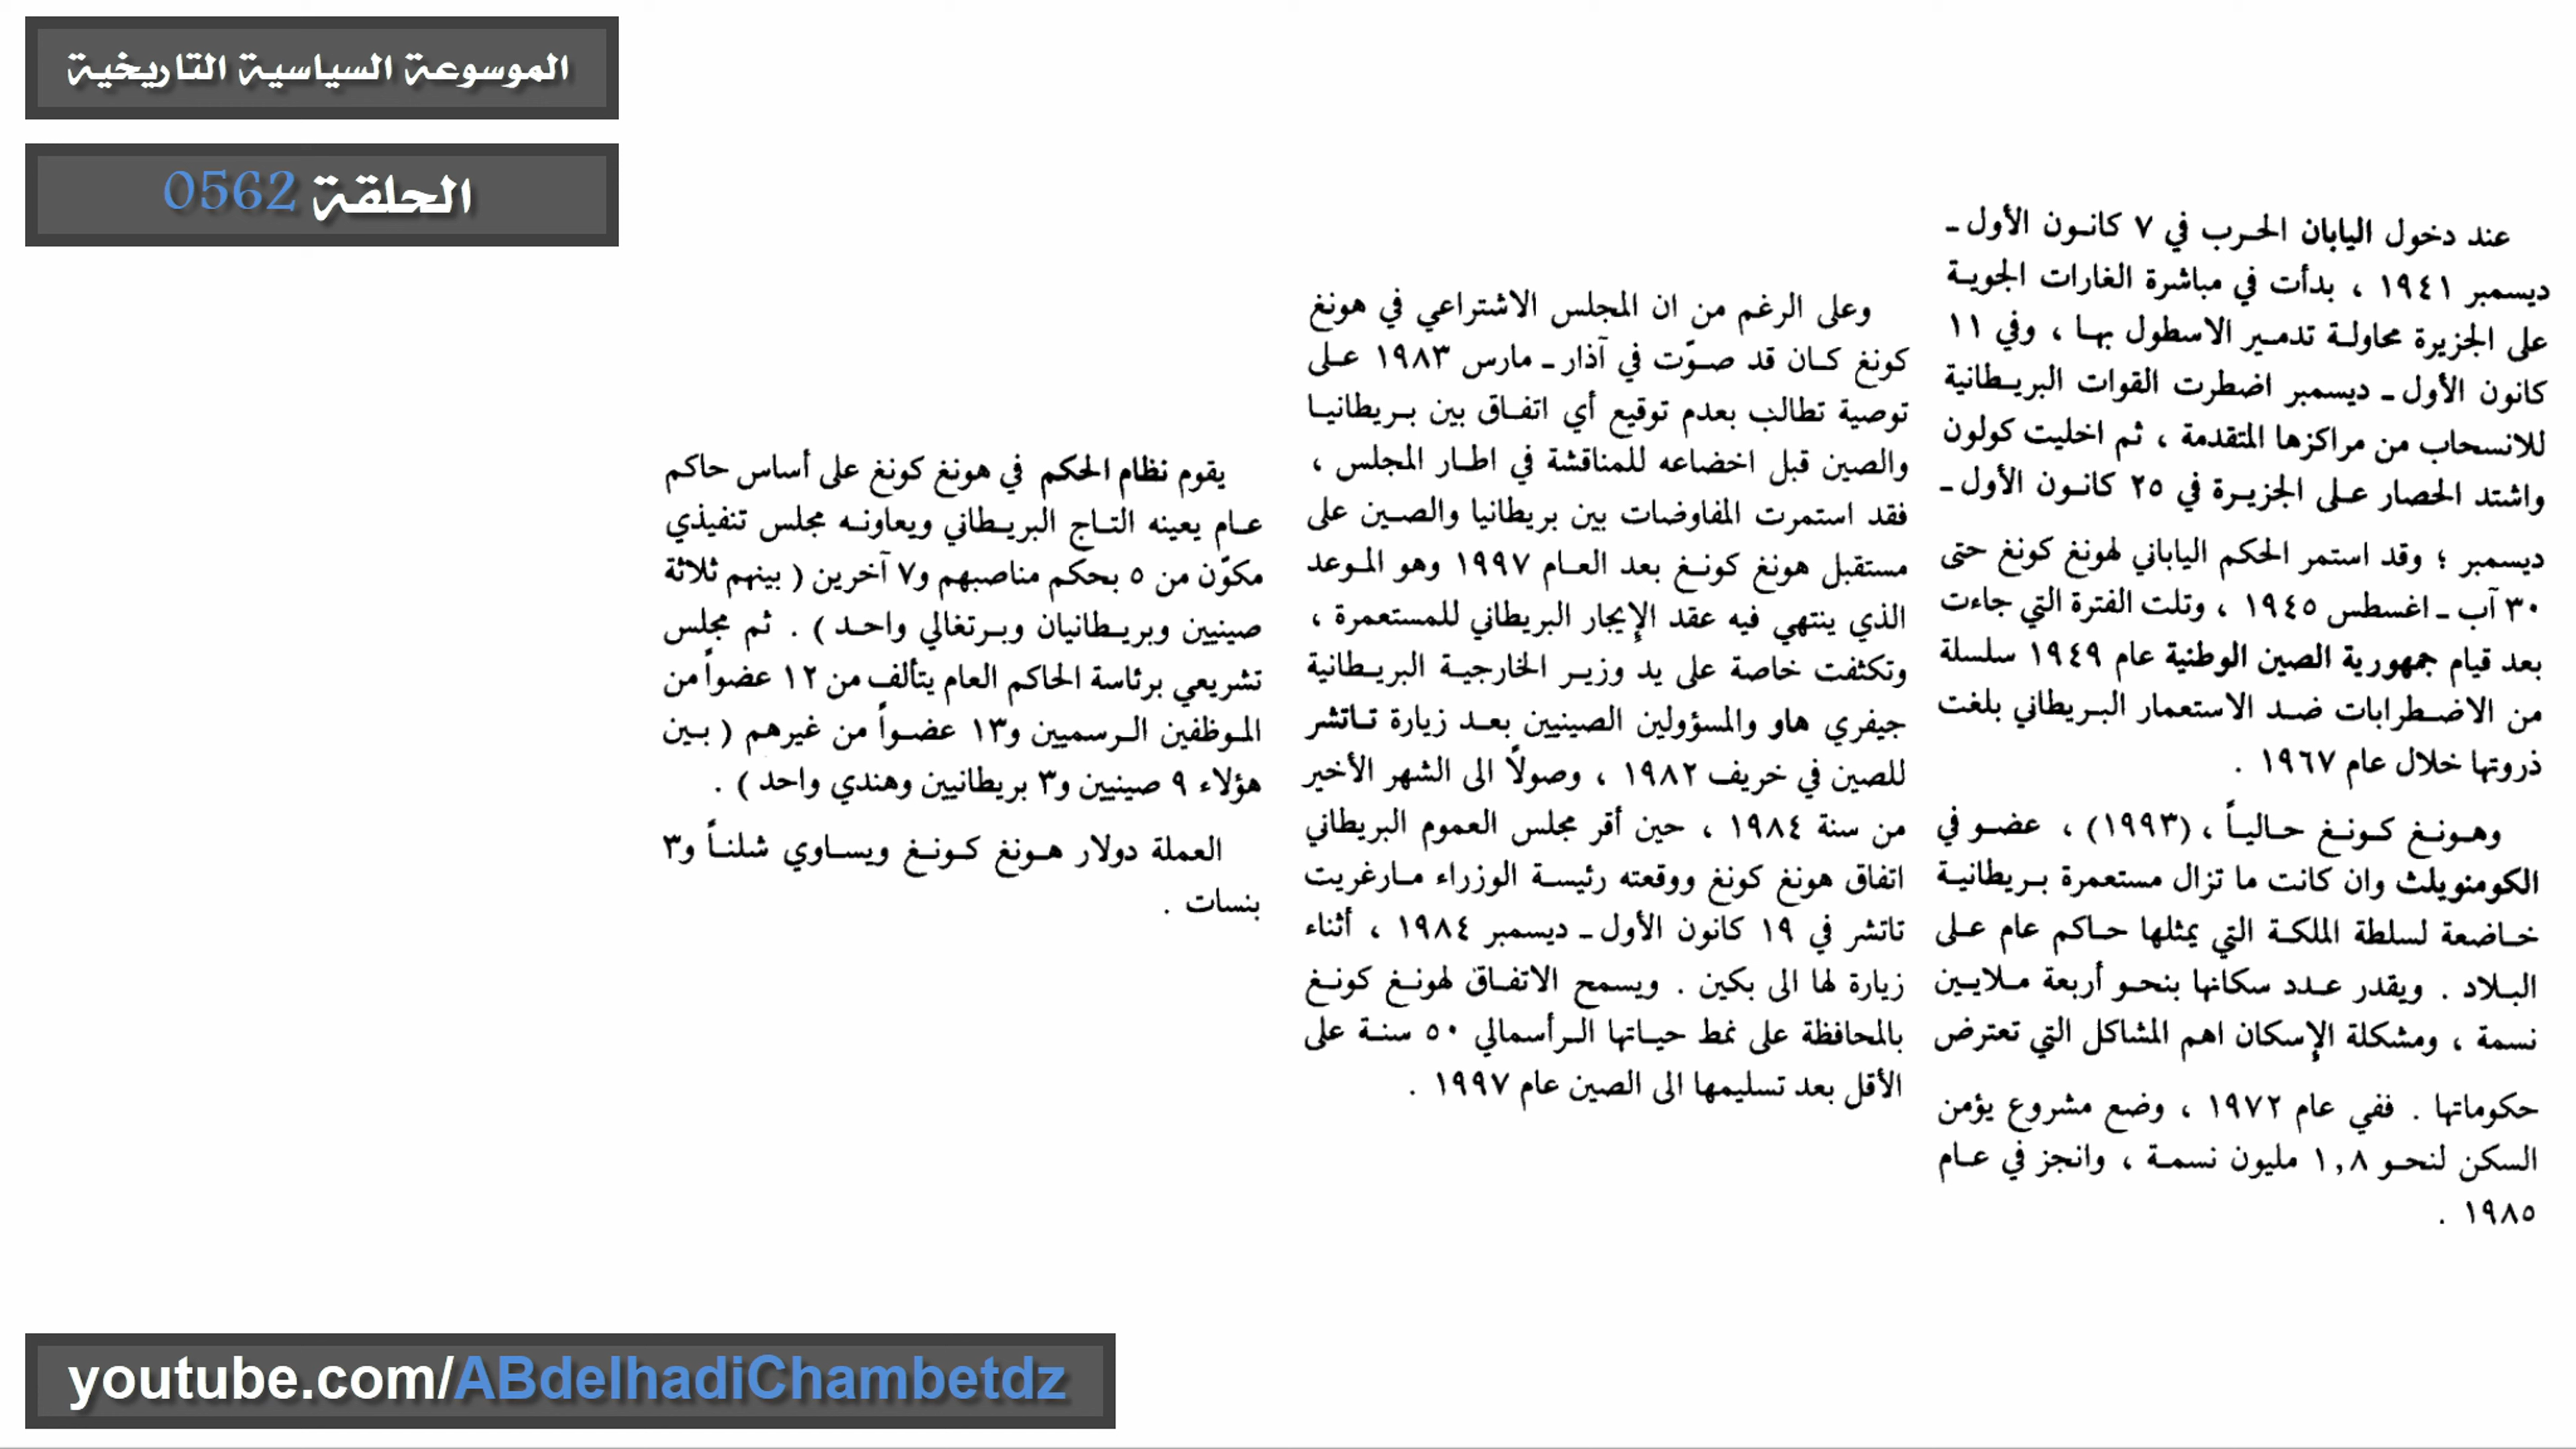 الموسوعة السياسية التاريخية
الحلقة 0562
عند دخول اليابان الحرب في ٧ كانون الأول -
ديسمبر ١٩٤١ ، بدأت في مباشرة الغارات الجوية
على الجزيرة محاولة تدمير الاسطول بها ، وفي ١١
كانون الأول - ديسمبر اضطرت القوات البريطانية
للانسحاب من مراكزها المتقدمة ، ثم اخليت كولون
واشتد الحصار على الجزيرة في ٢٥ كانون الأول -
ديسمبر ؛ وقد استمر الحكم الياباني لهونغ كونغ حتى
٣٠ آب - اغسطس ١٩٤٥ ، وتلت الفترة التي جاءت
بعد قيام جمهورية الصين الوطنية عام ١٩٤٩ سلسلة
من الاضطرابات ضد الاستعمار البريطاني بلغت
ذروتها خلال عام ١٩٦٧ .
وهونغ كونغ حالياً ، (١٩٩٣) ، عضو في
الكومنويلث وان كانت ما تزال مستعمرة بريطانية
خاضعة لسلطة الملكة التي يمثلها حاكم عام على
البلاد . ويقدر عدد سكانها بنحو أربعة ملايين
نسمة ، ومشكلة الإسكان اهم المشاكل التي تعترض
حكوماتها . ففي عام ١٩٧٢ ، وضع مشروع يؤمن
السكن لنحو ١,٨ مليون نسمة ، وانجز في عام
١٩٨٥ .
وعلى الرغم من ان المجلس الاشتراعي في هونغ
كونغ كان قد صوّت في آذار - مارس ١٩٨٣ على
توصية تطالب بعدم توقيع أي اتفاق بين بريطانيا
والصين قبل اخضاعه للمناقشة في اطار المجلس ،
فقد استمرت المفاوضات بين بريطانيا والصين على
مستقبل هونغ كونغ بعد العام ١٩٩٧ وهو الموعد
الذي ينتهي فيه عقد الإيجار البريطاني للمستعمرة ،
وتكثفت خاصة على يد وزير الخارجية البريطانية
جيفري هاو والمسؤولين الصينيين بعد زيارة تاتشر
للصين في خريف ١٩٨٢ ، وصولاً الى الشهر الأخير
من سنة ١٩٨٤ ، حين أقر مجلس العموم البريطاني
اتفاق هونغ كونغ ووقعته رئيسة الوزراء مارغريت
تاتشر في ١٩ كانون الأول - ديسمبر ١٩٨٤ ، أثناء
زيارة لها الى بكين . ويسمح الاتفاق لهونغ كونغ
بالمحافظة على نمط حياتها الرأسمالي ٥٠ سنة على
الأقل بعد تسليمها الى الصين عام ١٩٩٧ .
يقوم نظام الحكم في هونغ كونغ على أساس حاكم
عام يعينه التاج البريطاني ويعاونه مجلس تنفيذي
مكوّن من ٥ بحكم مناصبهم و٧ آخرين ( بينهم ثلاثة
صينيين وبريطانيان وبرتغالي واحد ) . ثم مجلس
تشريعي برئاسة الحاكم العام يتألف من ١٢ عضواً من
الموظفين الرسميين و١٣ عضواً من غيرهم ( بين
هؤلاء ٩ صينيين و٣ بريطانيين وهندي واحد ) .
العملة دولار هونغ كونغ ويساوي شلناً و٣
بنسات .
youtube.com/ABdelhadiChambetdz